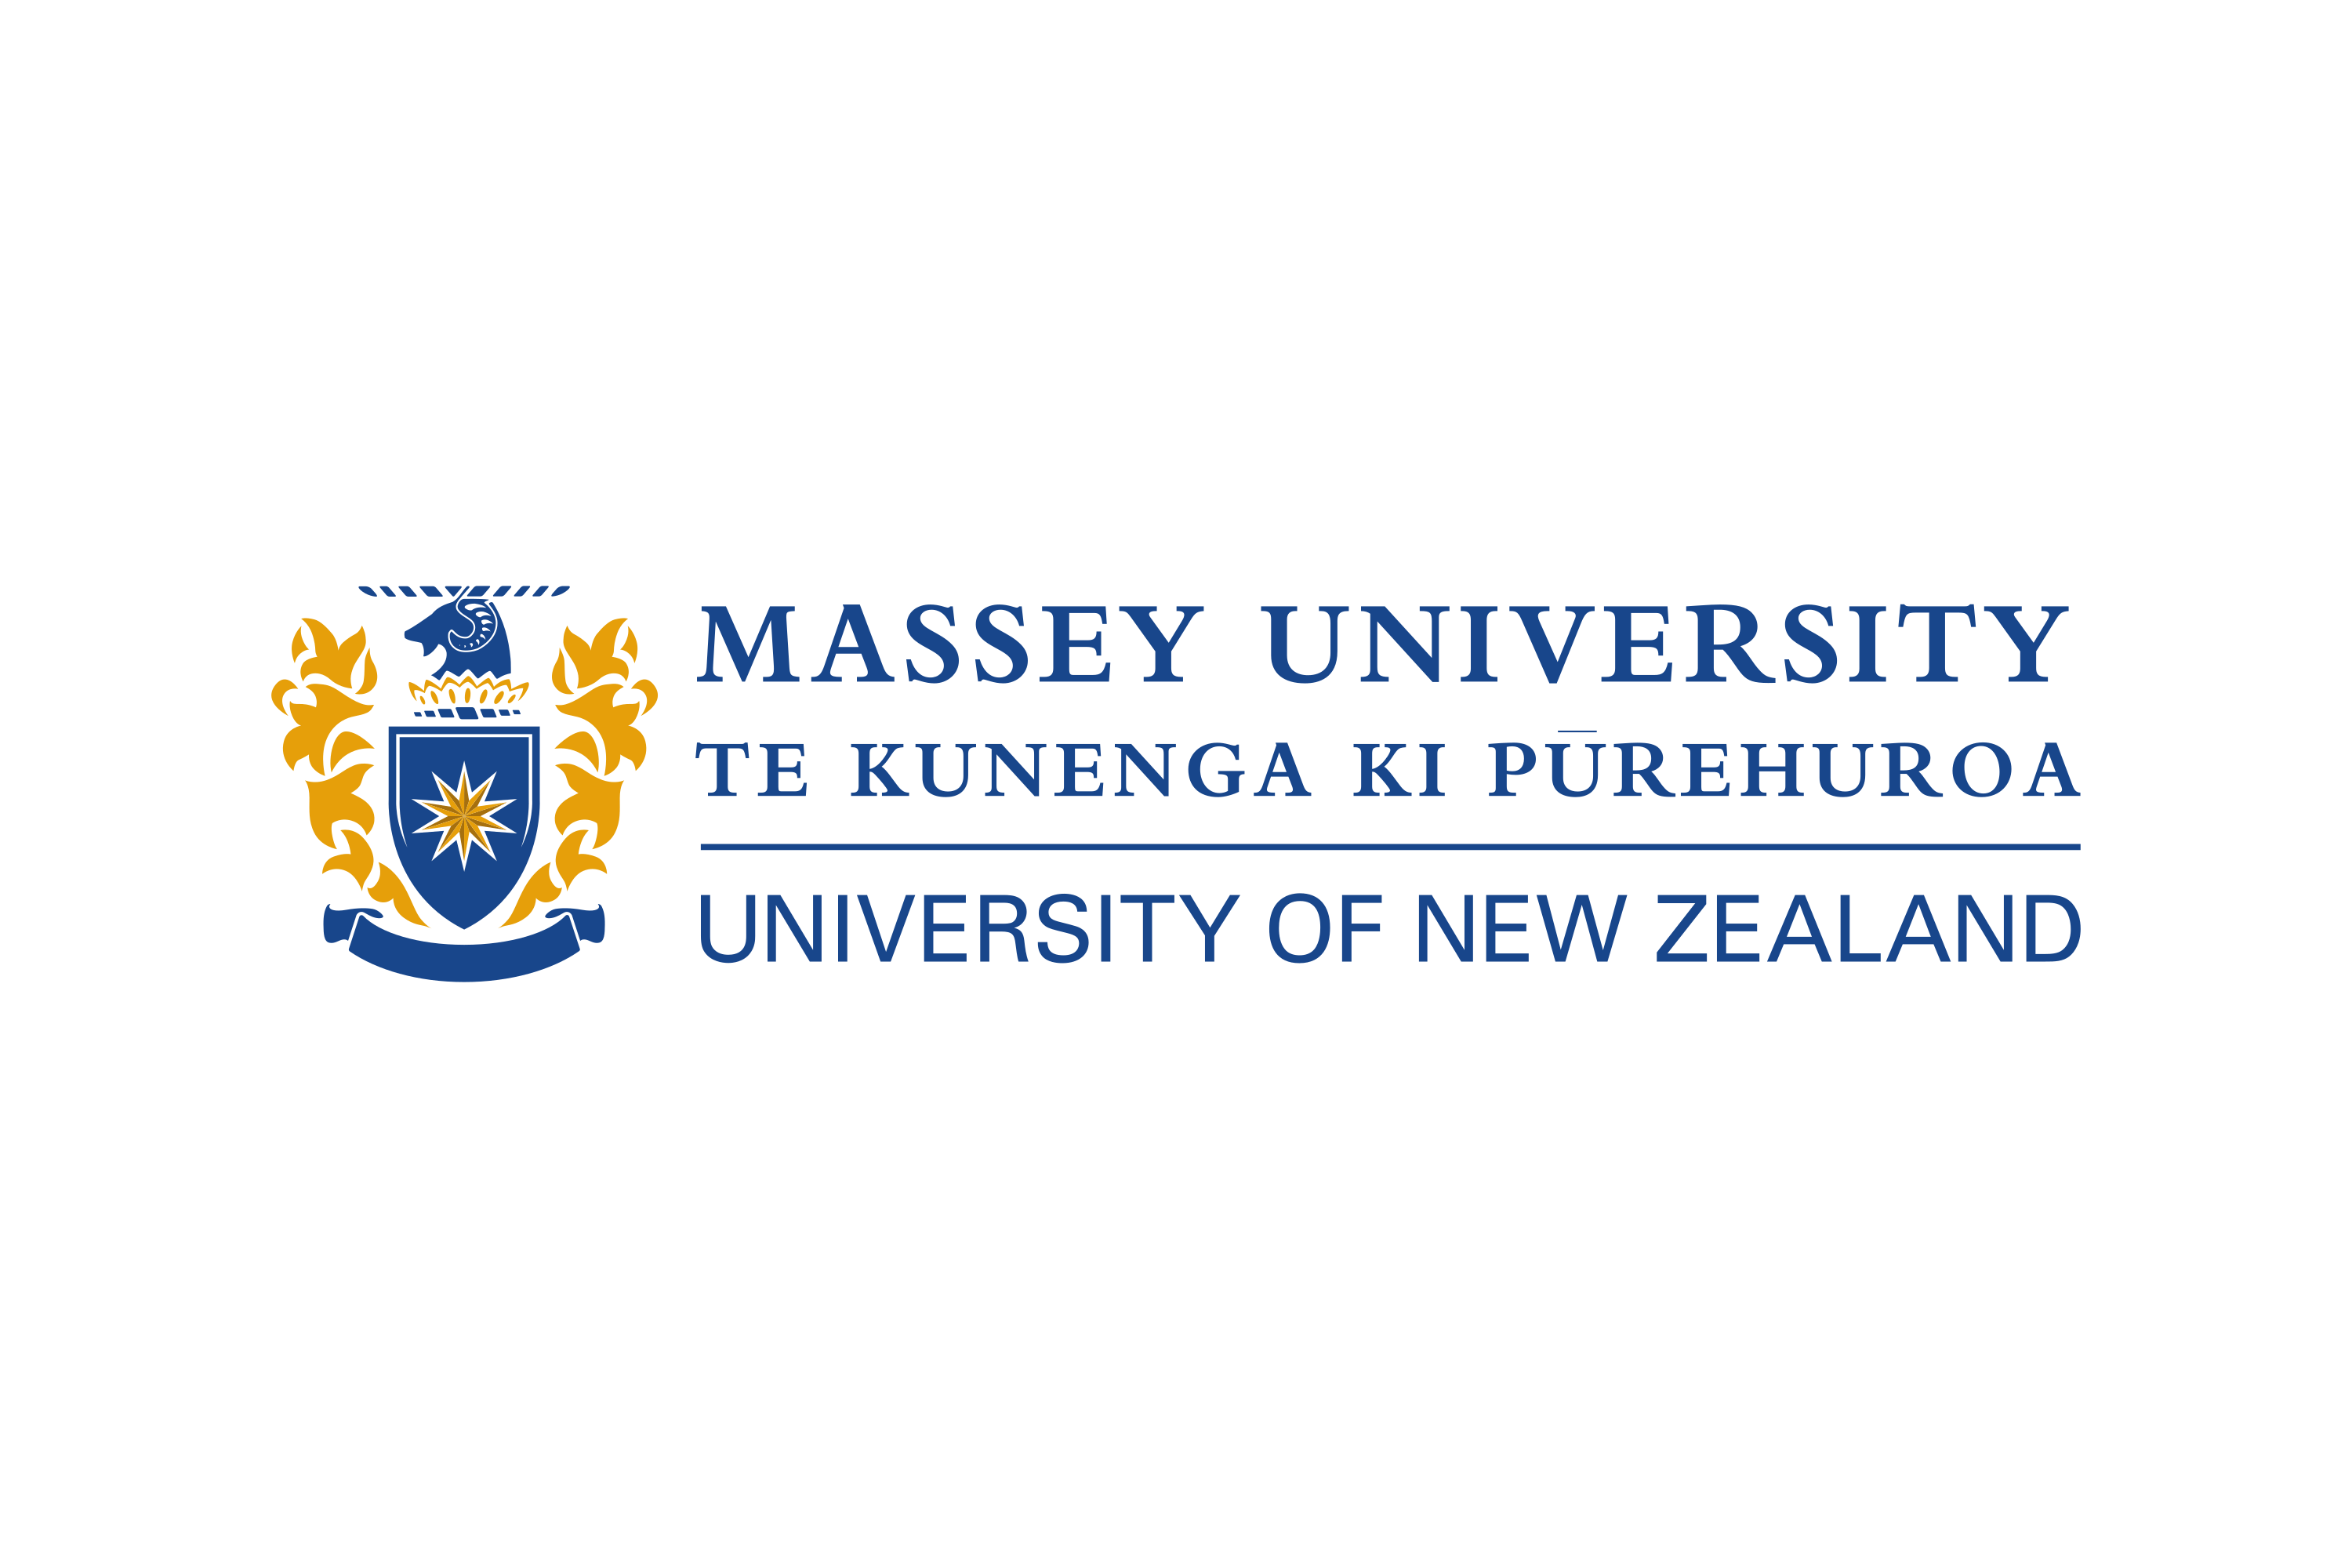 MASSEY UNIVERSITY
TE KUNENGA KI PŪREHUROA
UNIVERSITY OF NEW ZEALAND